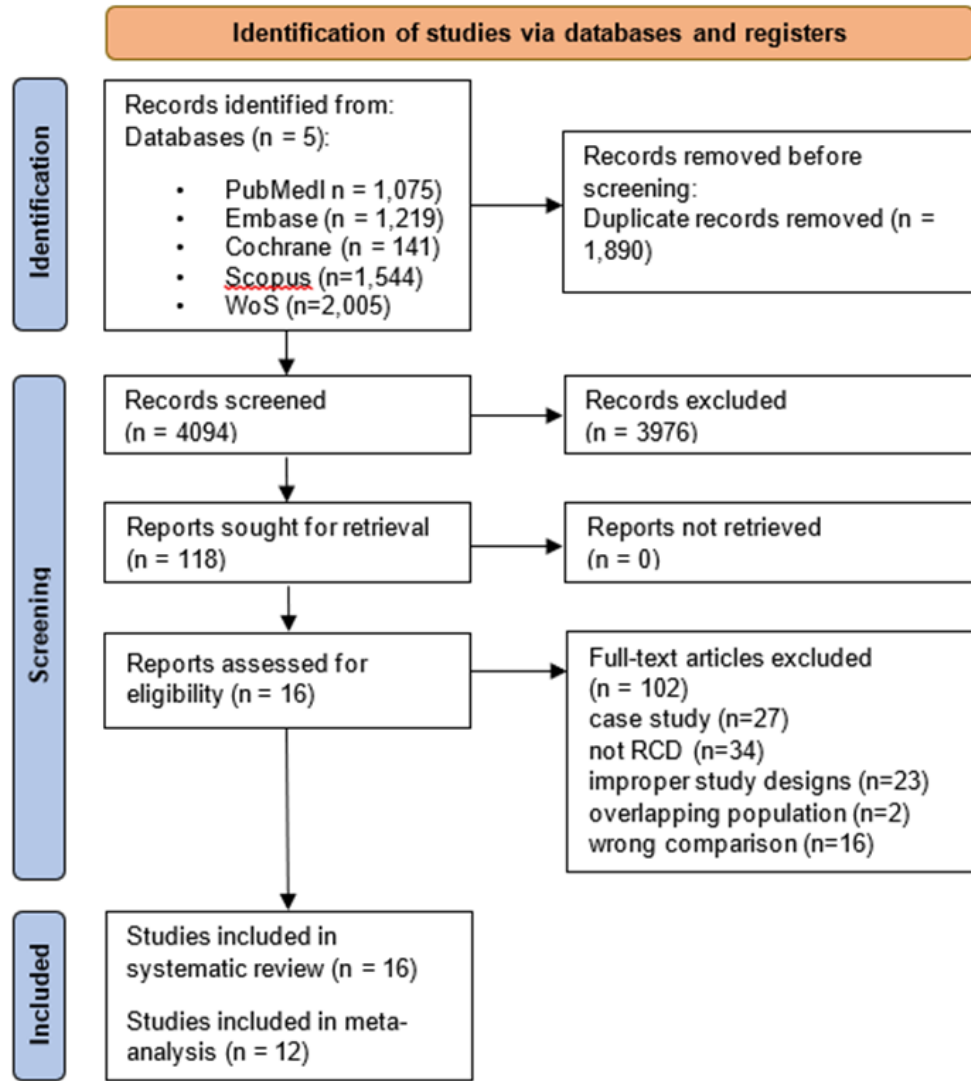 Identification of studies via databases and registers
Identification
Records identified from:
Databases (n = 5):
• PubMedI n = 1,075)
• Embase (n = 1,219)
• Cochrane (n = 141)
• Scopus (n=1,544)
• WoS (n=2,005)
Records removed before
screening:
Duplicate records removed (n =
1,890)
Screening
Records screened
(n = 4094)
Records excluded
(n = 3976)
Reports sought for retrieval
(n = 118)
Reports not retrieved
(n = 0)
Reports assessed for
eligibility (n = 16)
Full-text articles excluded
(n = 102)
case study (n=27)
not RCD (n=34)
improper study designs (n=23)
overlapping population (n=2)
wrong comparison (n=16)
Included
Studies included in
systematic review (n = 16)
Studies included in meta-
analysis (n = 12)